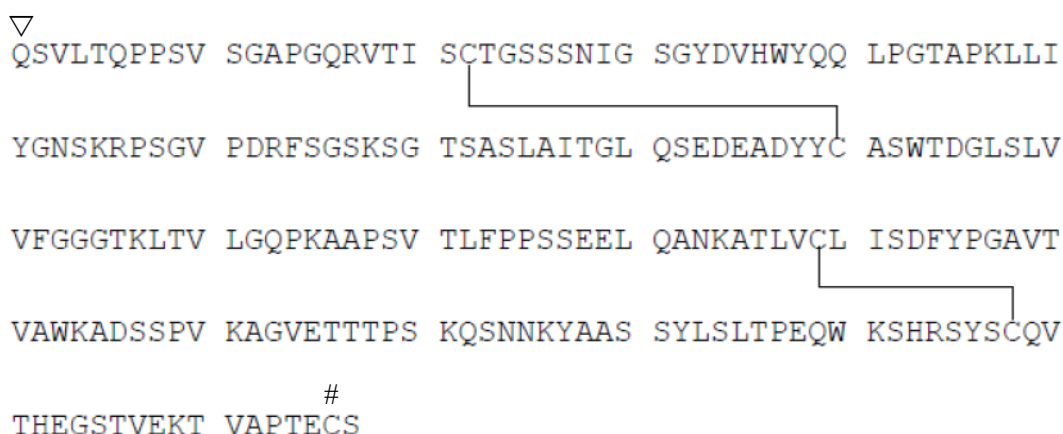 QSVLTQPPSV SGAPGQRVTI SCTGSSSNIG SGYDVHWYQQ LPGTAPKLLI
YGNSKRPSGV PDRFSGSKSG TSASLAITGL QSEDEADYYC ASWTDGLSLV
VFGGGTKLTV LGQPKAAPSV TLFPPSSEEL QANKATLVCL ISDFYPGAVT
VAWKADSSPV KAGVETTTPS KQSNNKYAAS SYLSLTPEQW KSHRSYSCQV
#
THEGSTVEKT VAPTECS